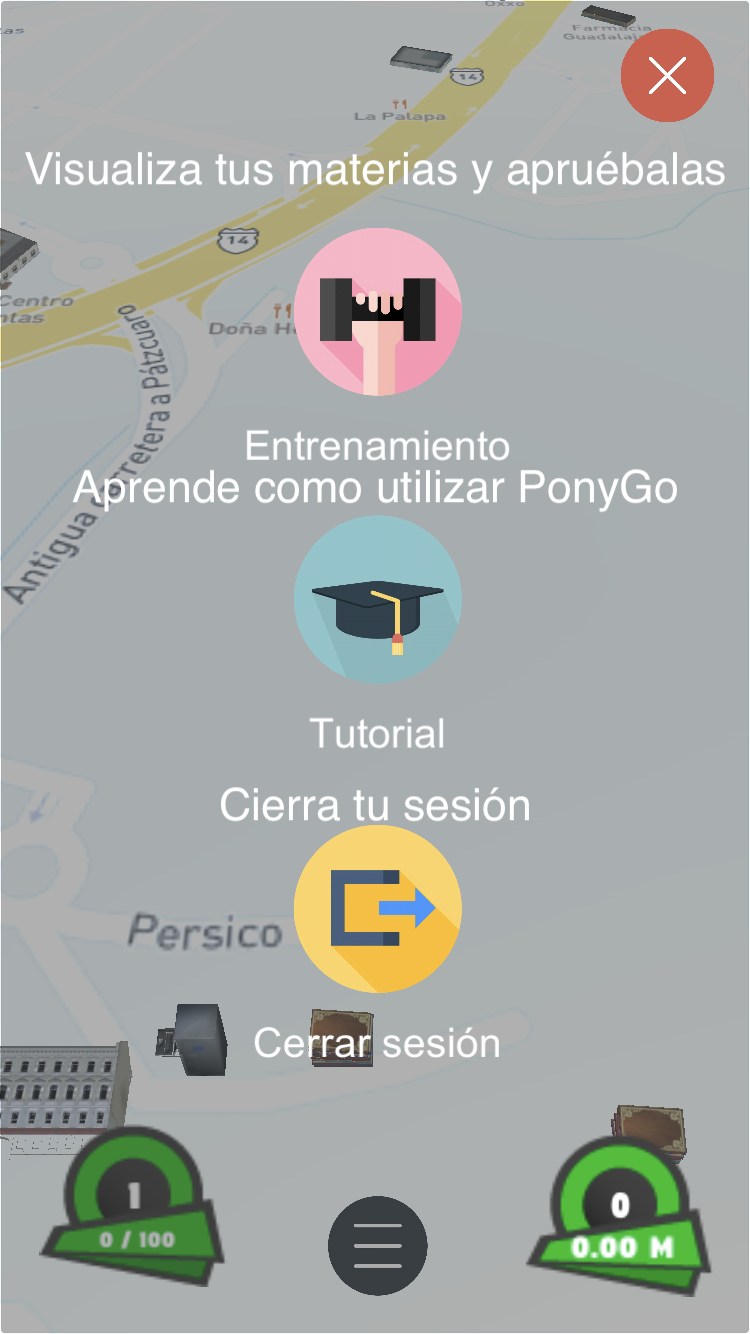 Oxxo
Farmacia
Guadalaja
14
La Palapa
Visualiza tus materias y apruébalas
14
Centro
ntas
Doña He
Antigua carretera a Pátzcuaro
Entrenamiento
Aprende como utilizar PonyGo
Tutorial
Cierra tu sesión
Persico
Cerrar sesión
1
0 / 100
0
0.00 M